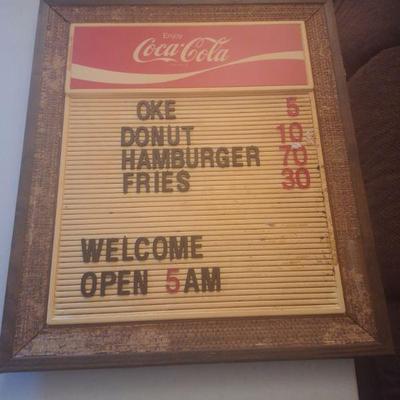 Enjoy
Coca-Cola
OKE 5
DONUT 10
HAMBURGER 70
FRIES 30
WELCOME
OPEN 5AM